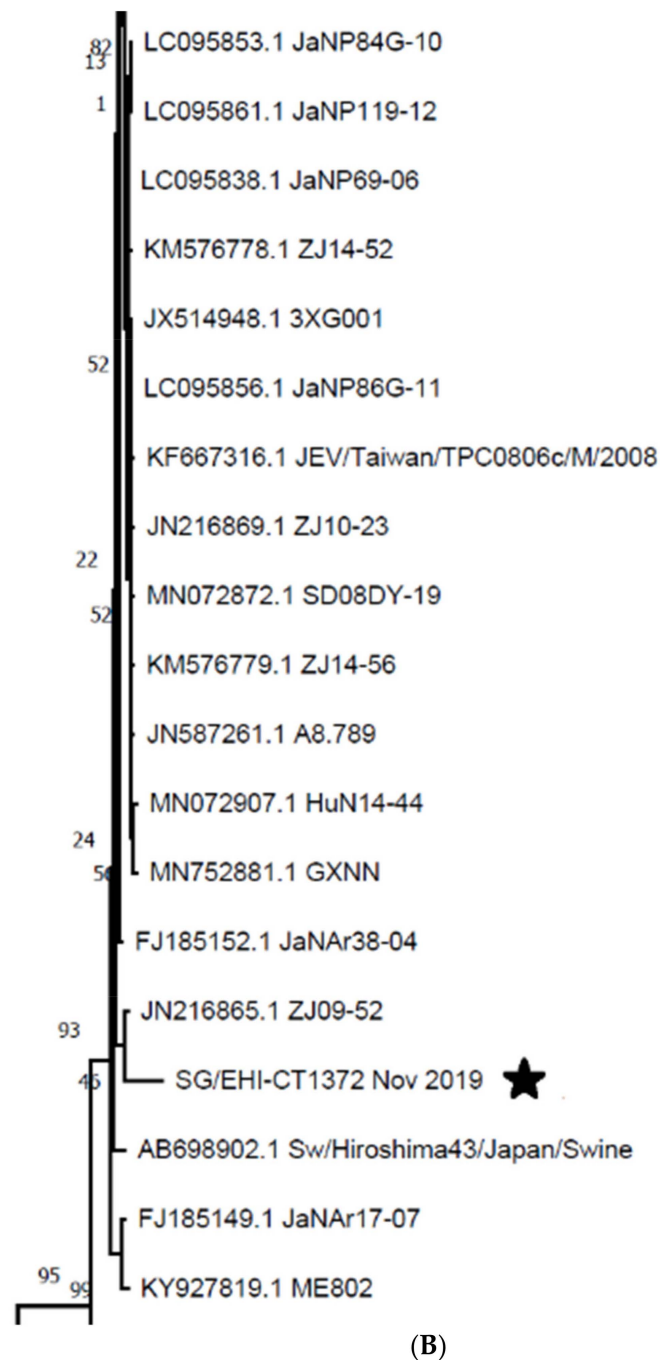 82
LC095853.1 JaNP84G-10
13
1
LC095861.1 JaNP119-12
LC095838.1 JaNP69-06
KM576778.1 ZJ14-52
JX514948.1 3XG001
52
LC095856.1 JaNP86G-11
KF667316.1 JEV/Taiwan/TPC0806c/M/2008
JN216869.1 ZJ10-23
22
MN072872.1 SD08DY-19
52
KM576779.1 ZJ14-56
JN587261.1 A8.789
MN072907.1 HuN14-44
24
MN752881.1 GXNN
FJ185152.1 JaNAr38-04
JN216865.1 ZJ09-52
93
SG/EHI-CT1372 Nov 2019
AB698902.1 Sw/Hiroshima43/Japan/Swine
FJ185149.1 JaNAr17-07
95
99
KY927819.1 ME802
(B)